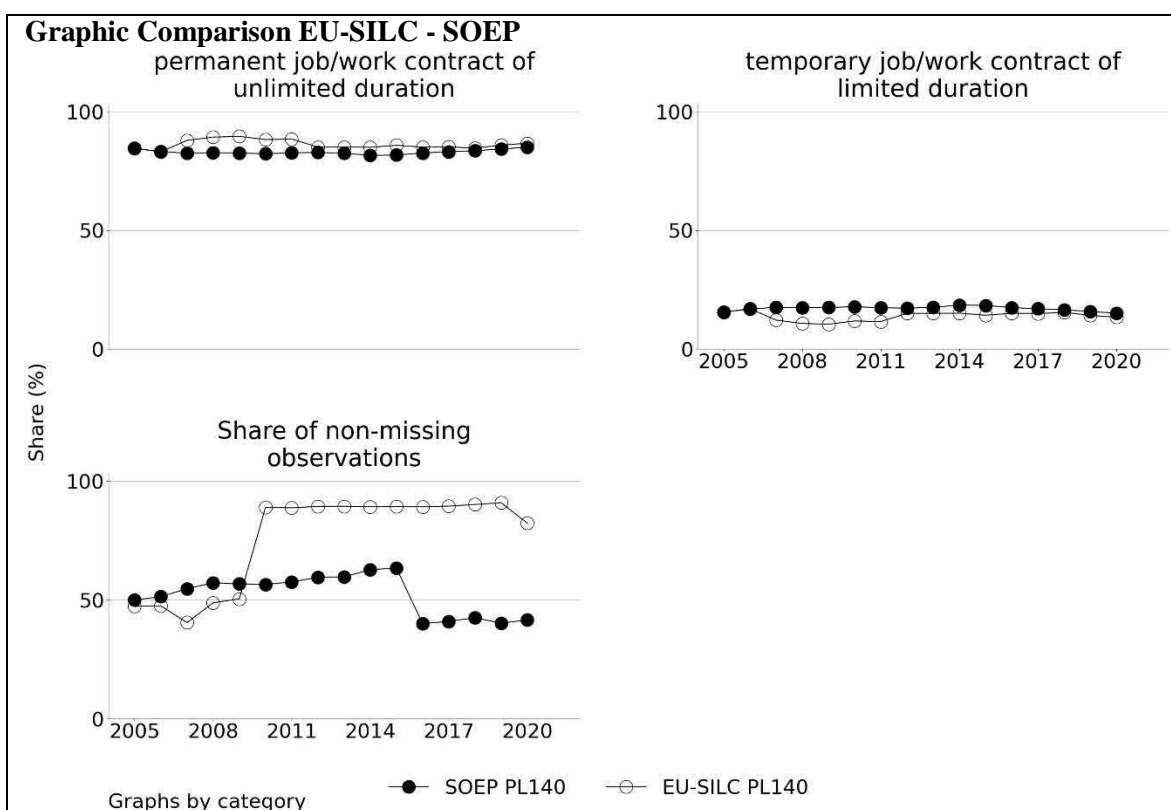 Graphic Comparison EU-SILC - SOEP
permanent job/work contract of
unlimited duration
temporary job/work contract of
limited duration
100
50
0
100
50
0
2005 2008 2011 2014 2017 2020
Share (%)
Share of non-missing
observations
100
50
0
2005 2008 2011 2014 2017 2020
SOEP PL140 EU-SILC PL140
Graphs by category